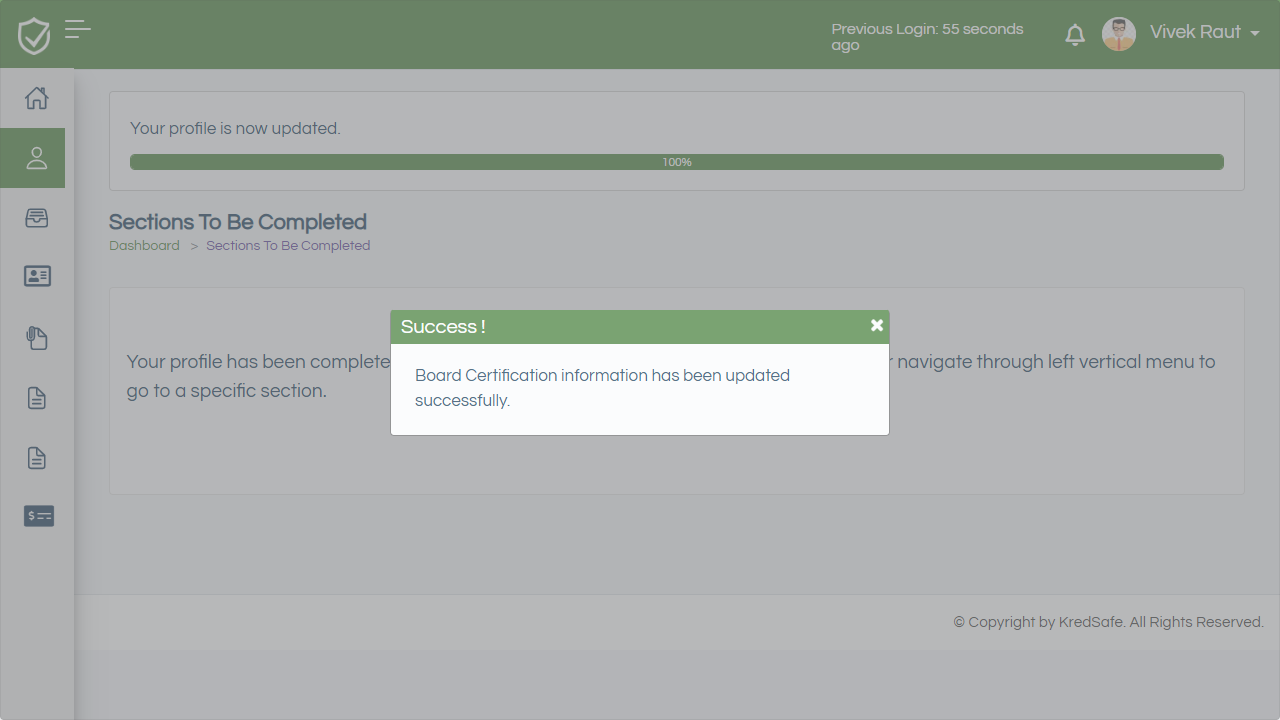 Previous Login: 55 seconds
ago
Vivek Raut
Your profile is now updated.
100%
Sections To Be Completed
Dashboard > Sections To Be Completed
Success !
Board Certification information has been updated
successfully.
Your profile has been complete
navigate through left vertical menu to
go to a specific section.
© Copyright by KredSafe. All Rights Reserved.